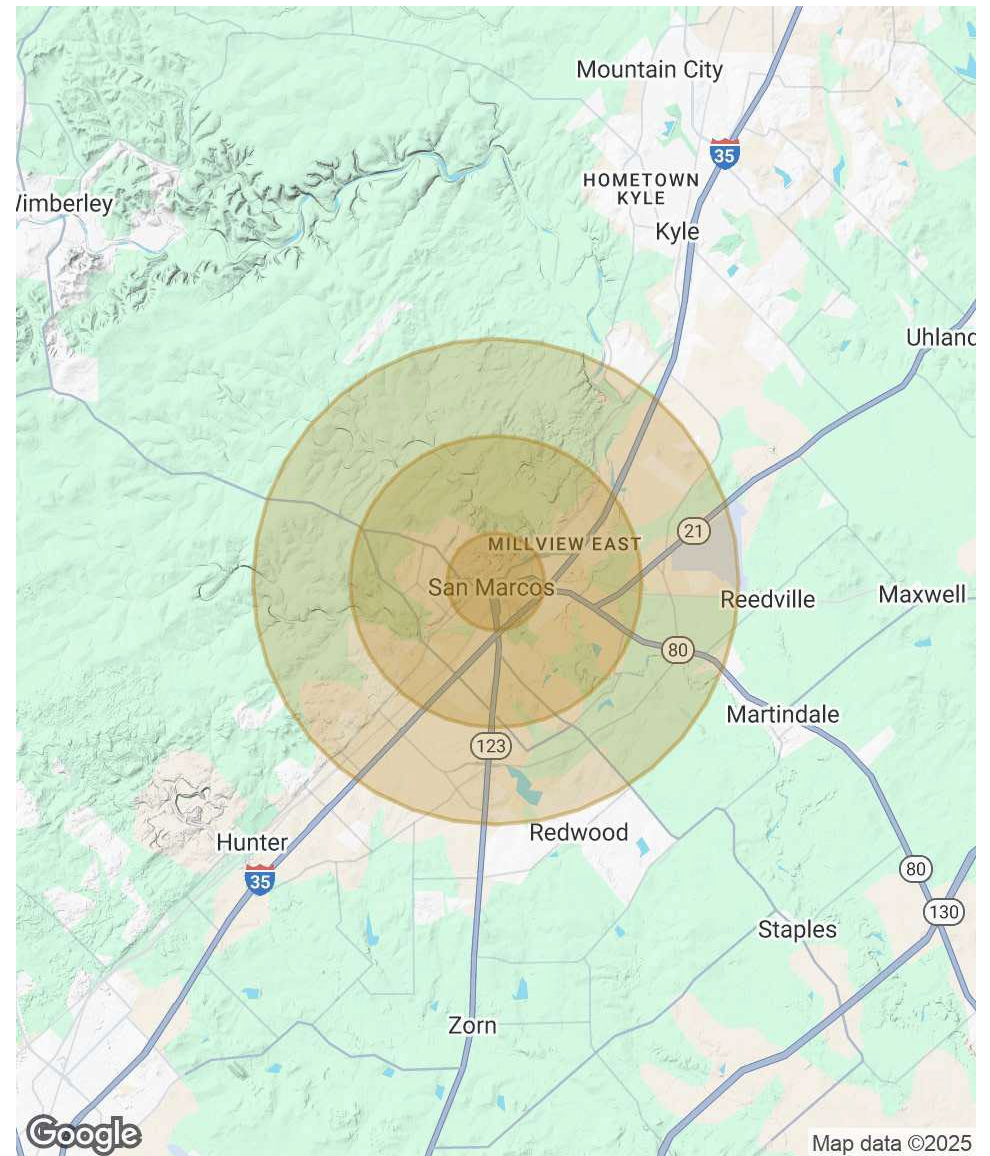 Mountain City
35
HOMETOWN
KYLE
Kyle
Uhland
21
MILLVIEW EAST
San Marcos
Reedville
Maxwell
80
Martindale
123
Redwood
Hunter
35
80
130
Staples
Zorn
Google
Map data ©2025